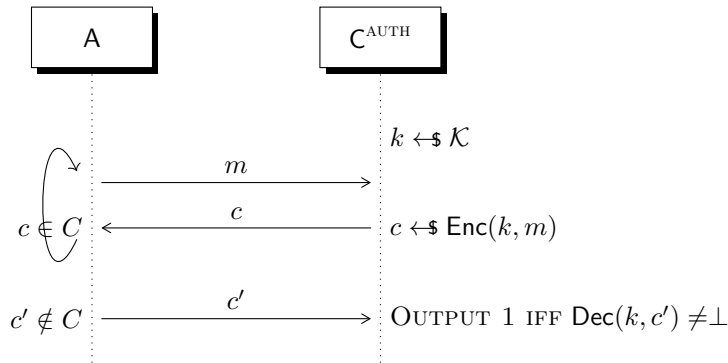 A
C^AUTH
k ←$ K
m
c ∈ C
c
c ←$ Enc(k, m)
c′ ∉ C
c′
OUTPUT 1 IFF Dec(k, c′) ≠⊥